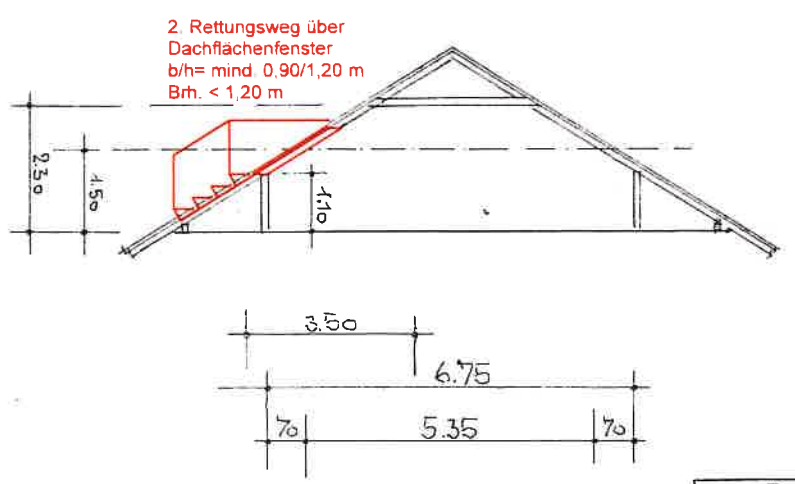 2. Rettungsweg über
Dachflächenfenster
b/h= mind. 0,90/1,20 m
Brh. < 1,20 m
2.30
1.50
1.10
3.50
6.75
70
5.35
70